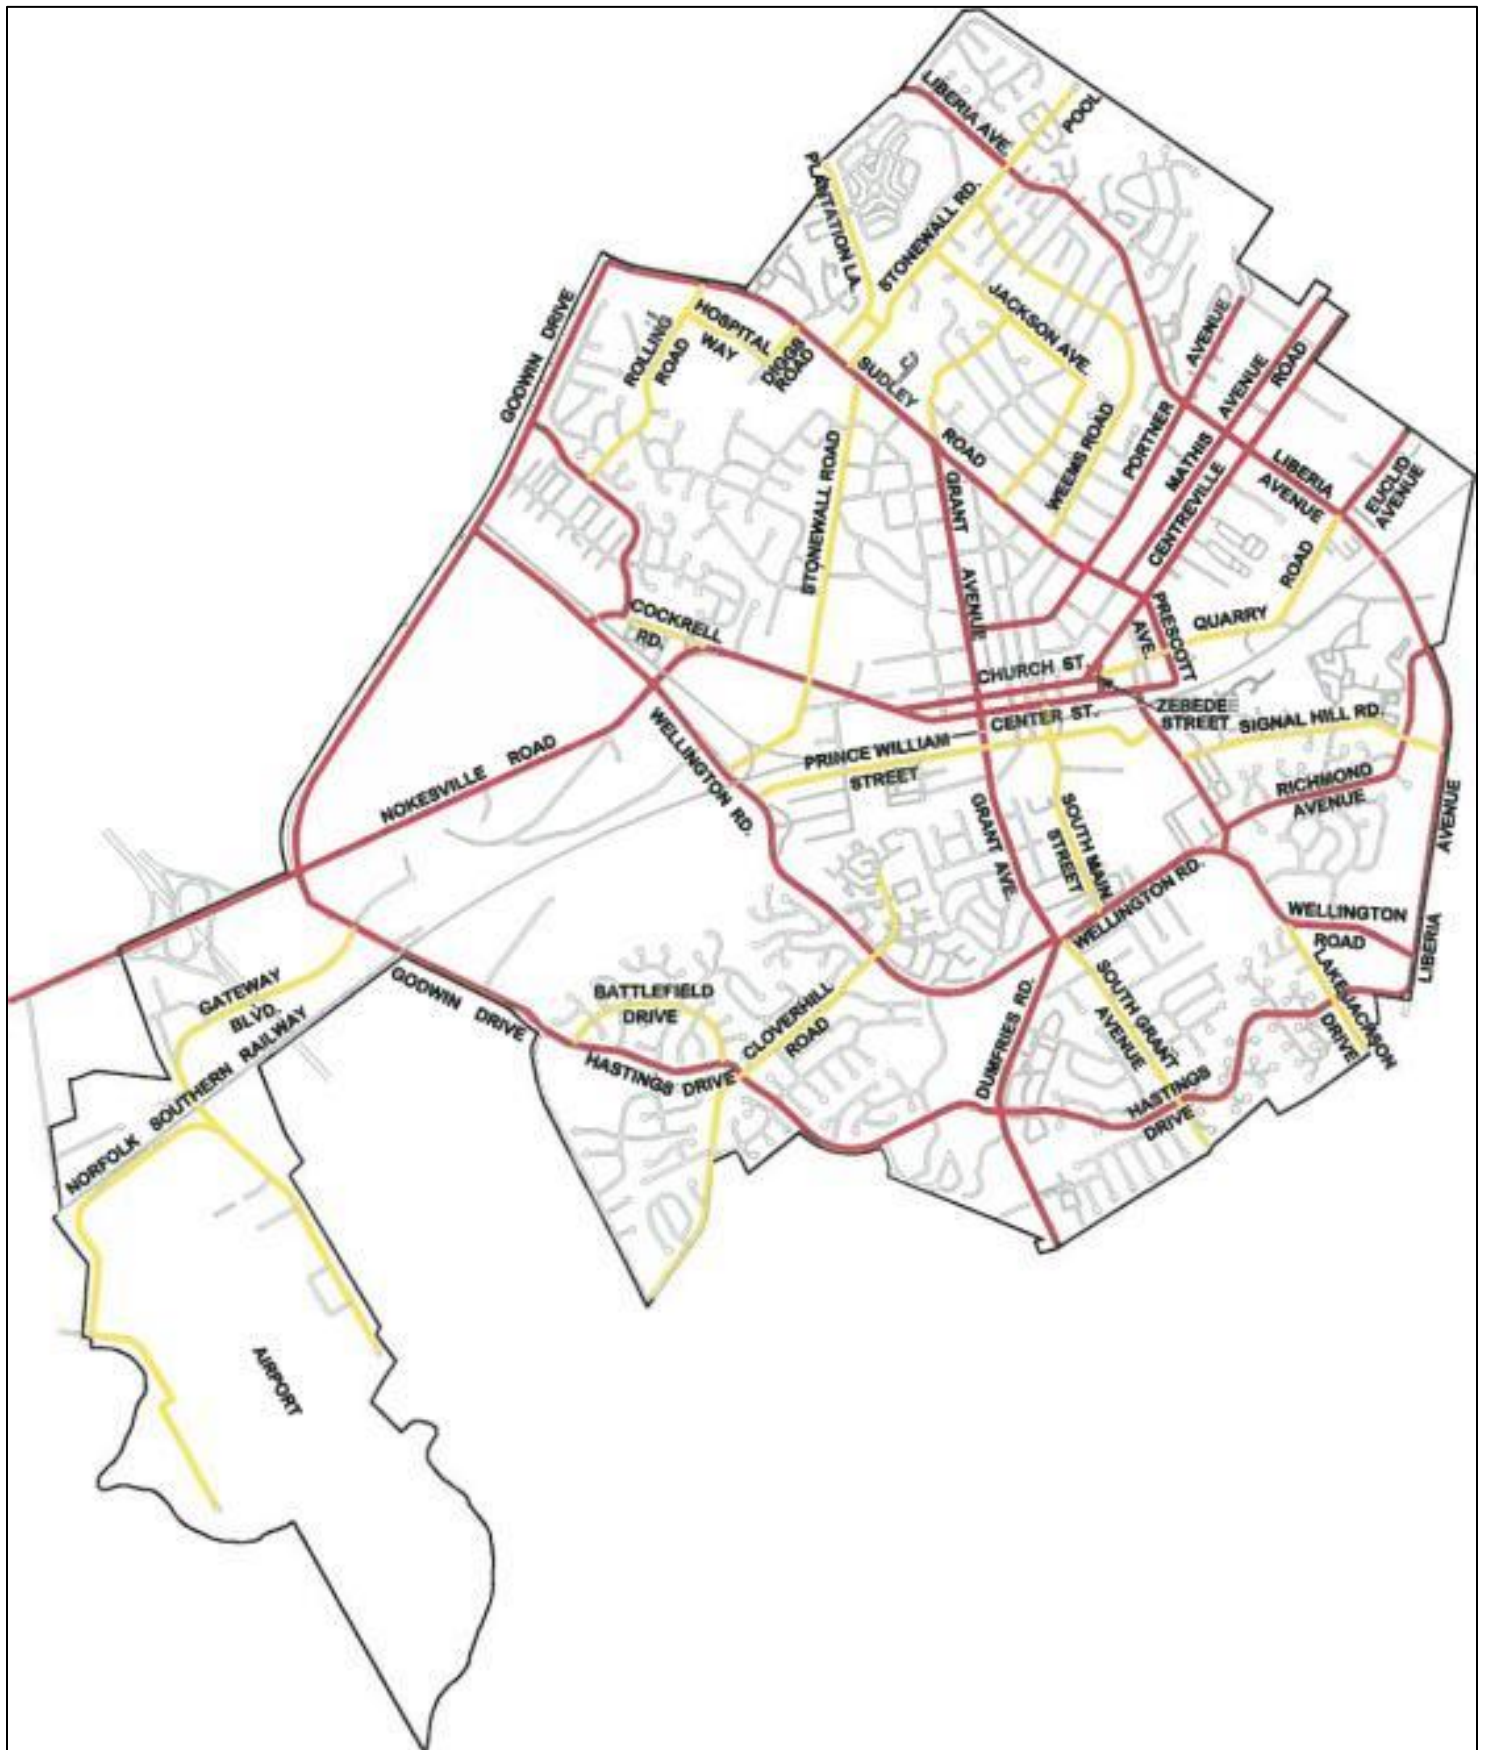 LIBERIA AVE.
POOL
PLANTATION LA.
STONEWALL RD.
GODWIN DRIVE
HOSPITAL
WAY
ROLLING
ROAD
DIGGS
ROAD
SUDLEY
ROAD
JACKSON AVE.
WEEMS ROAD
PORTNER
AVENUE
MATHIS
AVENUE
CENTREVILLE
ROAD
LIBERIA
AVENUE
EUCLID
AVENUE
STONEWALL ROAD
GRANT
AVENUE
COCKRELL
RD.
PRESCOTT
AVE.
QUARRY
ROAD
CHURCH ST.
CENTER ST.
ZEBEDEE
STREET
SIGNAL HILL RD.
NOKESVILLE ROAD
WELLINGTON RD.
PRINCE WILLIAM
STREET
RICHMOND
AVENUE
GRANT AVE.
SOUTH MAIN
STREET
WELLINGTON RD.
WELLINGTON
ROAD
LIBERIA
AVENUE
GATEWAY
BLVD.
GODWIN DRIVE
BATTLEFIELD
DRIVE
CLOVERHILL
ROAD
HASTINGS DRIVE
DUMFRIES RD.
SOUTH GRANT
AVENUE
HASTINGS
DRIVE
LAKEJACKSON
DRIVE
NORFOLK SOUTHERN RAILWAY
AIRPORT